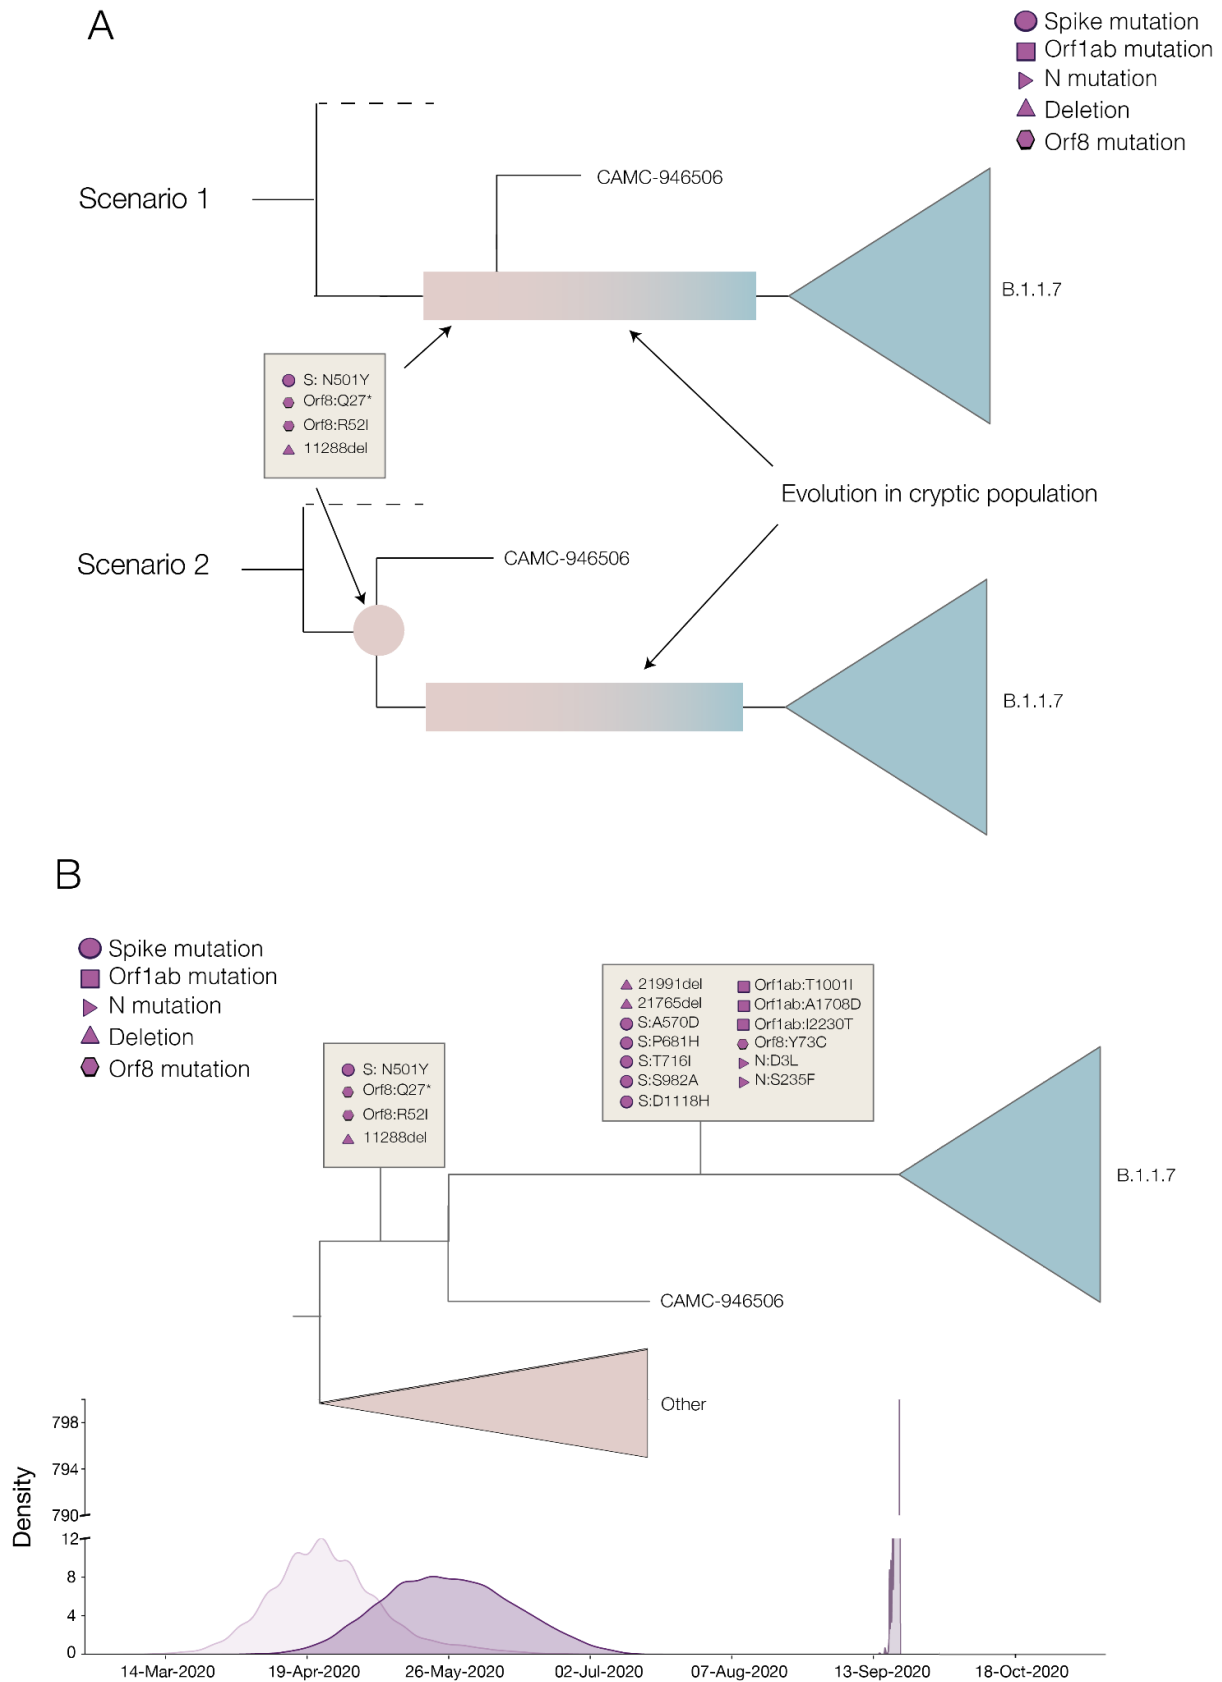 A
Spike mutation
Orf1ab mutation
N mutation
Deletion
Orf8 mutation
Scenario 1
CAMC-946506
B.1.1.7
S: N501Y
Orf8:Q27*
Orf8:R52I
11288del
Evolution in cryptic population
Scenario 2
CAMC-946506
B.1.1.7
B
Spike mutation
Orf1ab mutation
N mutation
Deletion
Orf8 mutation
S: N501Y
Orf8:Q27*
Orf8:R52I
11288del
21991del
21765del
S:A570D
S:P681H
S:T716I
S:S982A
S:D1118H
Orf1ab:T1001I
Orf1ab:A1708D
Orf1ab:I2230T
Orf8:Y73C
N:D3L
N:S235F
B.1.1.7
CAMC-946506
Other
Density
798
794
790
12
8
4
0
14-Mar-2020 19-Apr-2020 26-May-2020 02-Jul-2020 07-Aug-2020 13-Sep-2020 18-Oct-2020